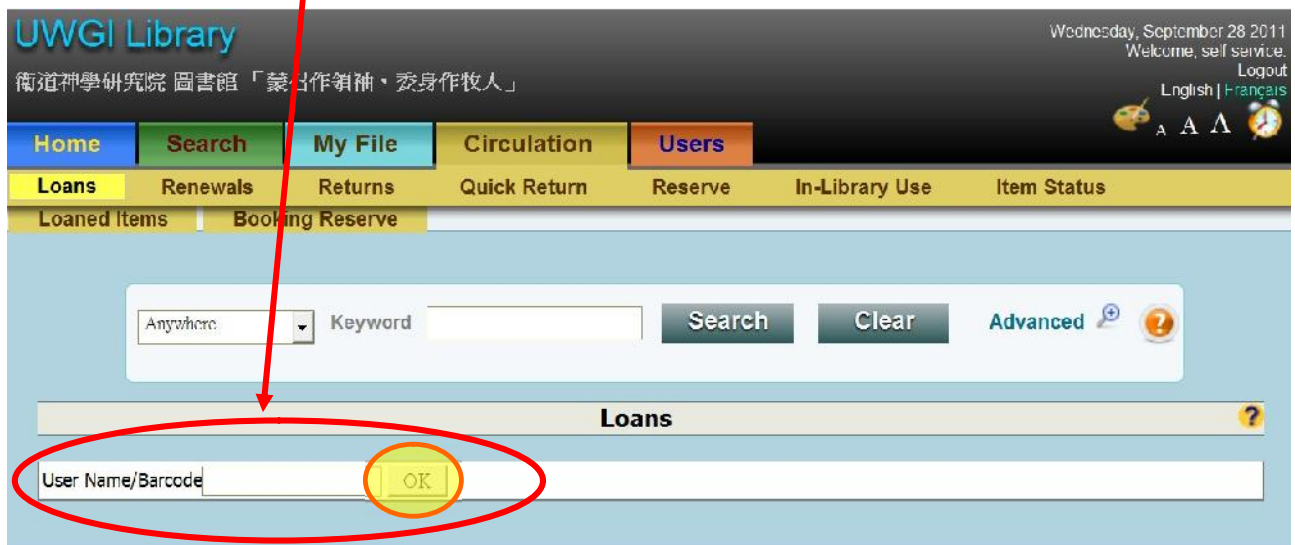 UWGI Library
Wednesday, September 28 2011
Welcome, self service.
Logout
衛道神學研究院 圖書館 「蒙召作領袖、委身作牧人」
English | Français
A A A
Home Search My File Circulation Users
Loans Renewals Returns Quick Return Reserve In-Library Use Item Status
Loaned Items Booking Reserve
Anywhere Keyword Search Clear Advanced ?
Loans ?
User Name/Barcode OK